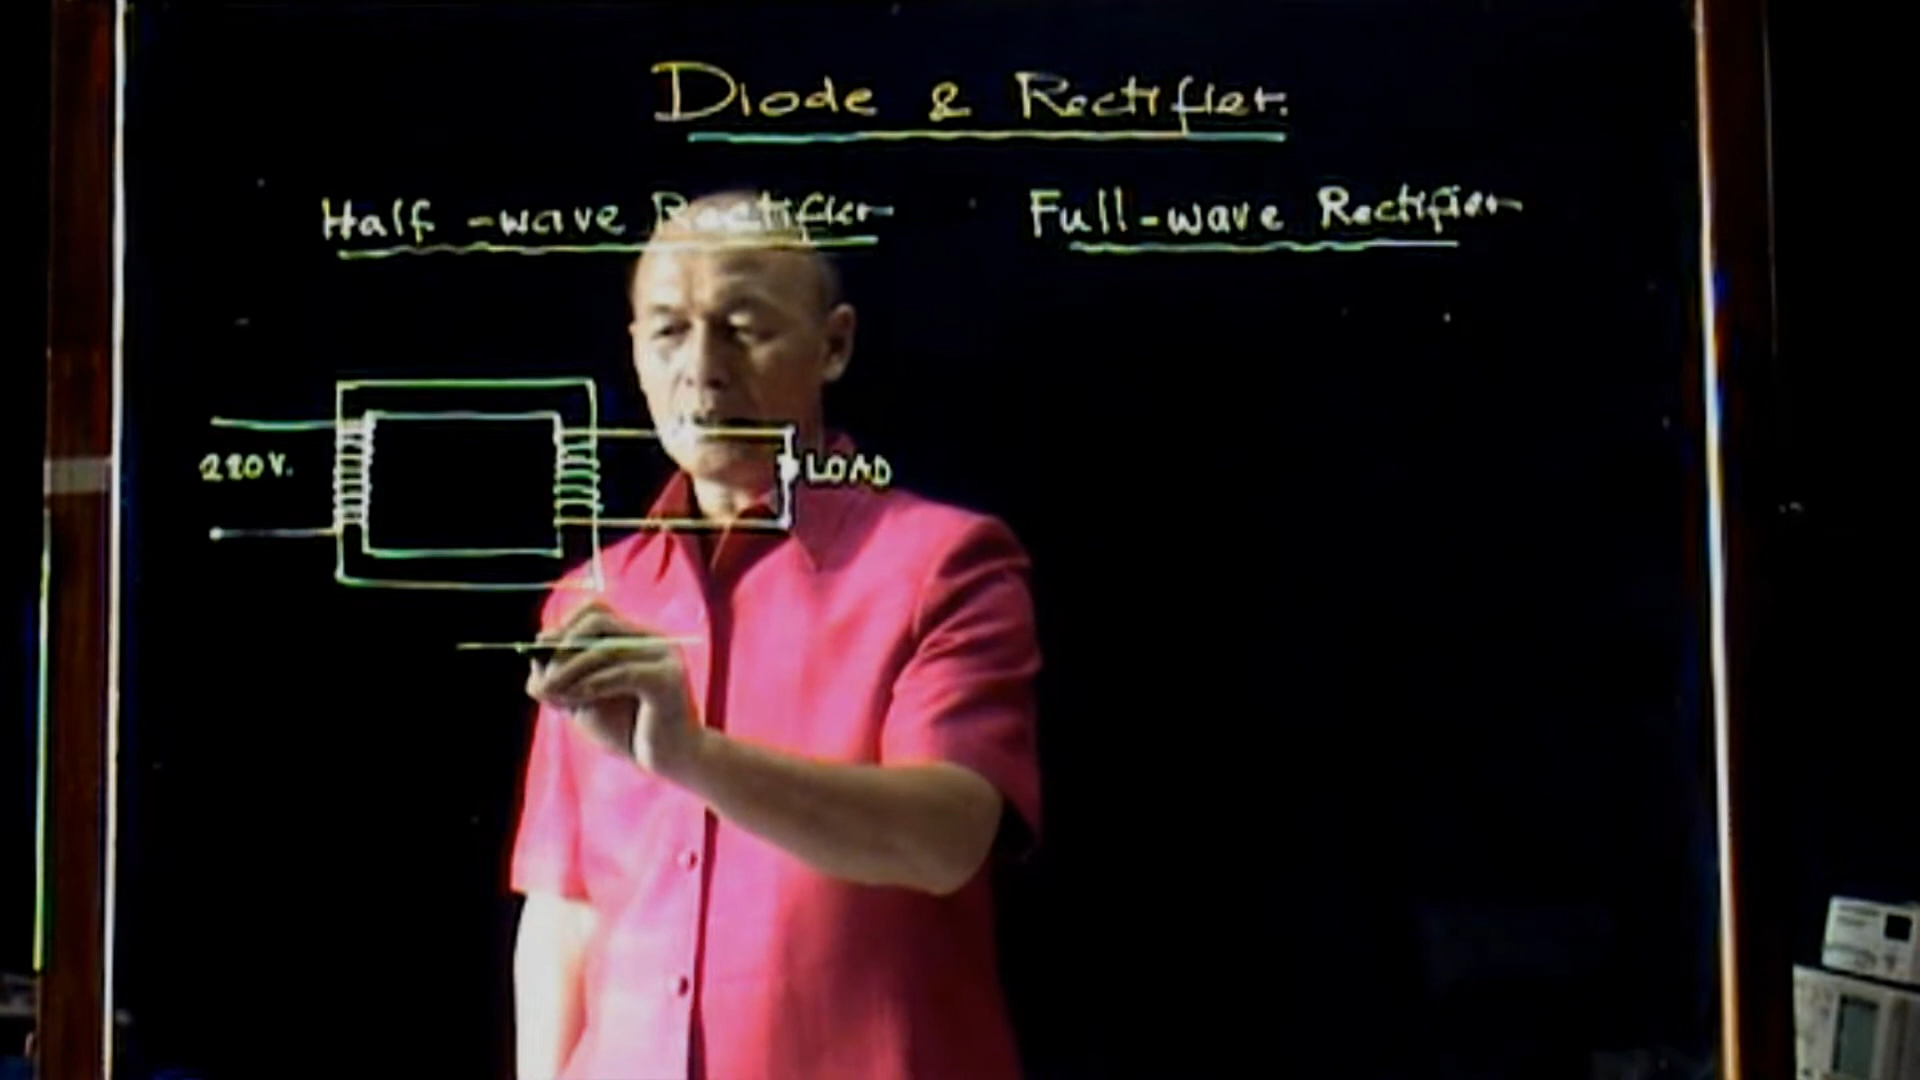 Diode & Rectifier.
Half-wave Rectifier
Full-wave Rectifier
220V.
LOAD